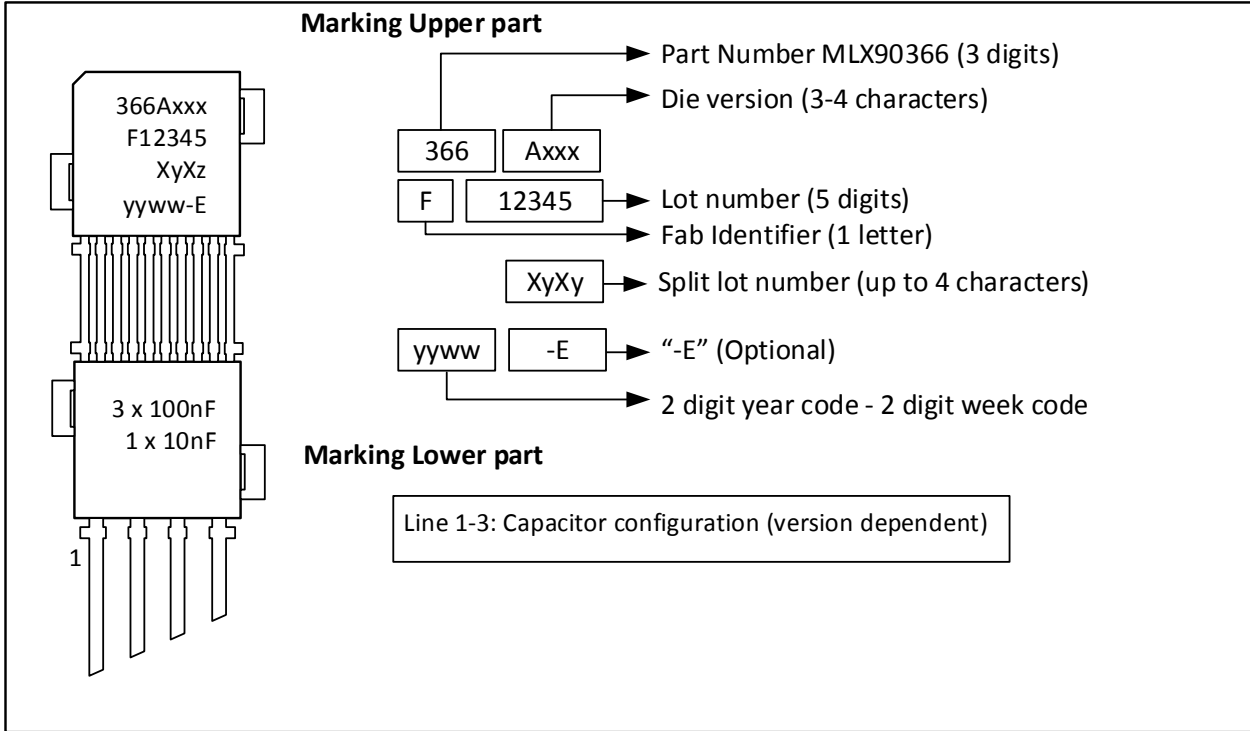 Marking Upper part
366Axxx
F12345
XyXz
yyww-E
3 x 100nF
1 x 10nF
1
Part Number MLX90366 (3 digits)
Die version (3-4 characters)
366 Axxx
F 12345 Lot number (5 digits)
Fab Identifier (1 letter)
XyXy Split lot number (up to 4 characters)
yyww -E “-E” (Optional)
2 digit year code - 2 digit week code
Marking Lower part
Line 1-3: Capacitor configuration (version dependent)